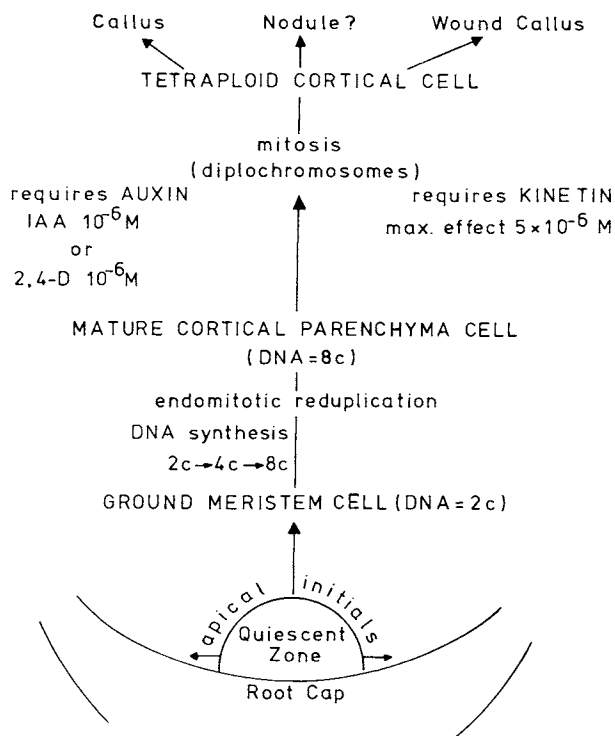 Callus Nodule? Wound Callus
TETRAPLOID CORTICAL CELL
mitosis
(diplochromosomes)
requires AUXIN
IAA 10⁻⁶M
or
2,4-D 10⁻⁶M
requires KINETIN
max. effect 5×10⁻⁶ M
MATURE CORTICAL PARENCHYMA CELL
(DNA=8c)
endomitotic reduplication
DNA synthesis
2c→4c→8c
GROUND MERISTEM CELL (DNA=2c)
apical initials
Quiescent
Zone
Root Cap